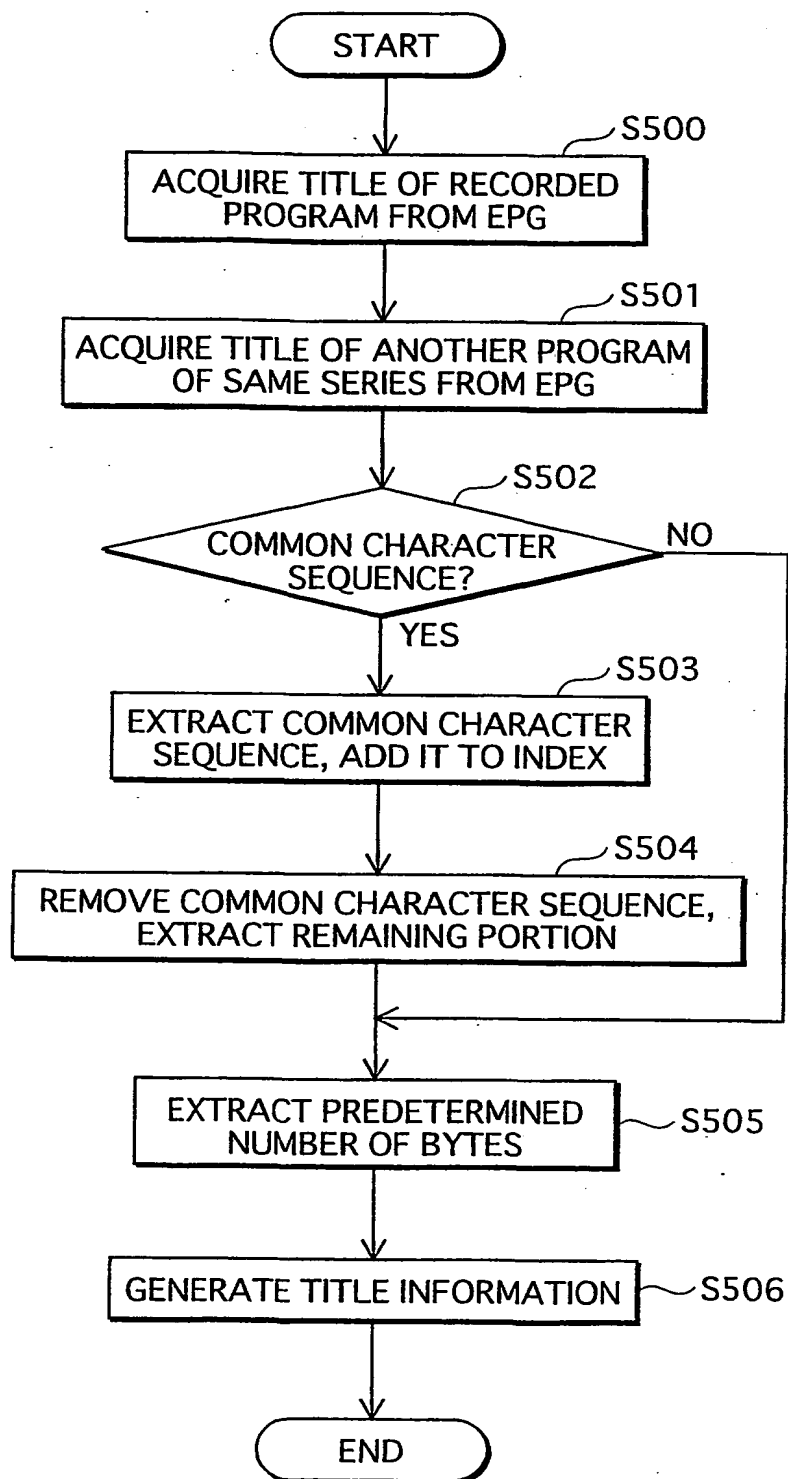 START
S500
ACQUIRE TITLE OF RECORDED
PROGRAM FROM EPG
S501
ACQUIRE TITLE OF ANOTHER PROGRAM
OF SAME SERIES FROM EPG
S502
COMMON CHARACTER
SEQUENCE?
NO
YES
S503
EXTRACT COMMON CHARACTER
SEQUENCE, ADD IT TO INDEX
S504
REMOVE COMMON CHARACTER SEQUENCE,
EXTRACT REMAINING PORTION
EXTRACT PREDETERMINED
NUMBER OF BYTES
S505
GENERATE TITLE INFORMATION
S506
END